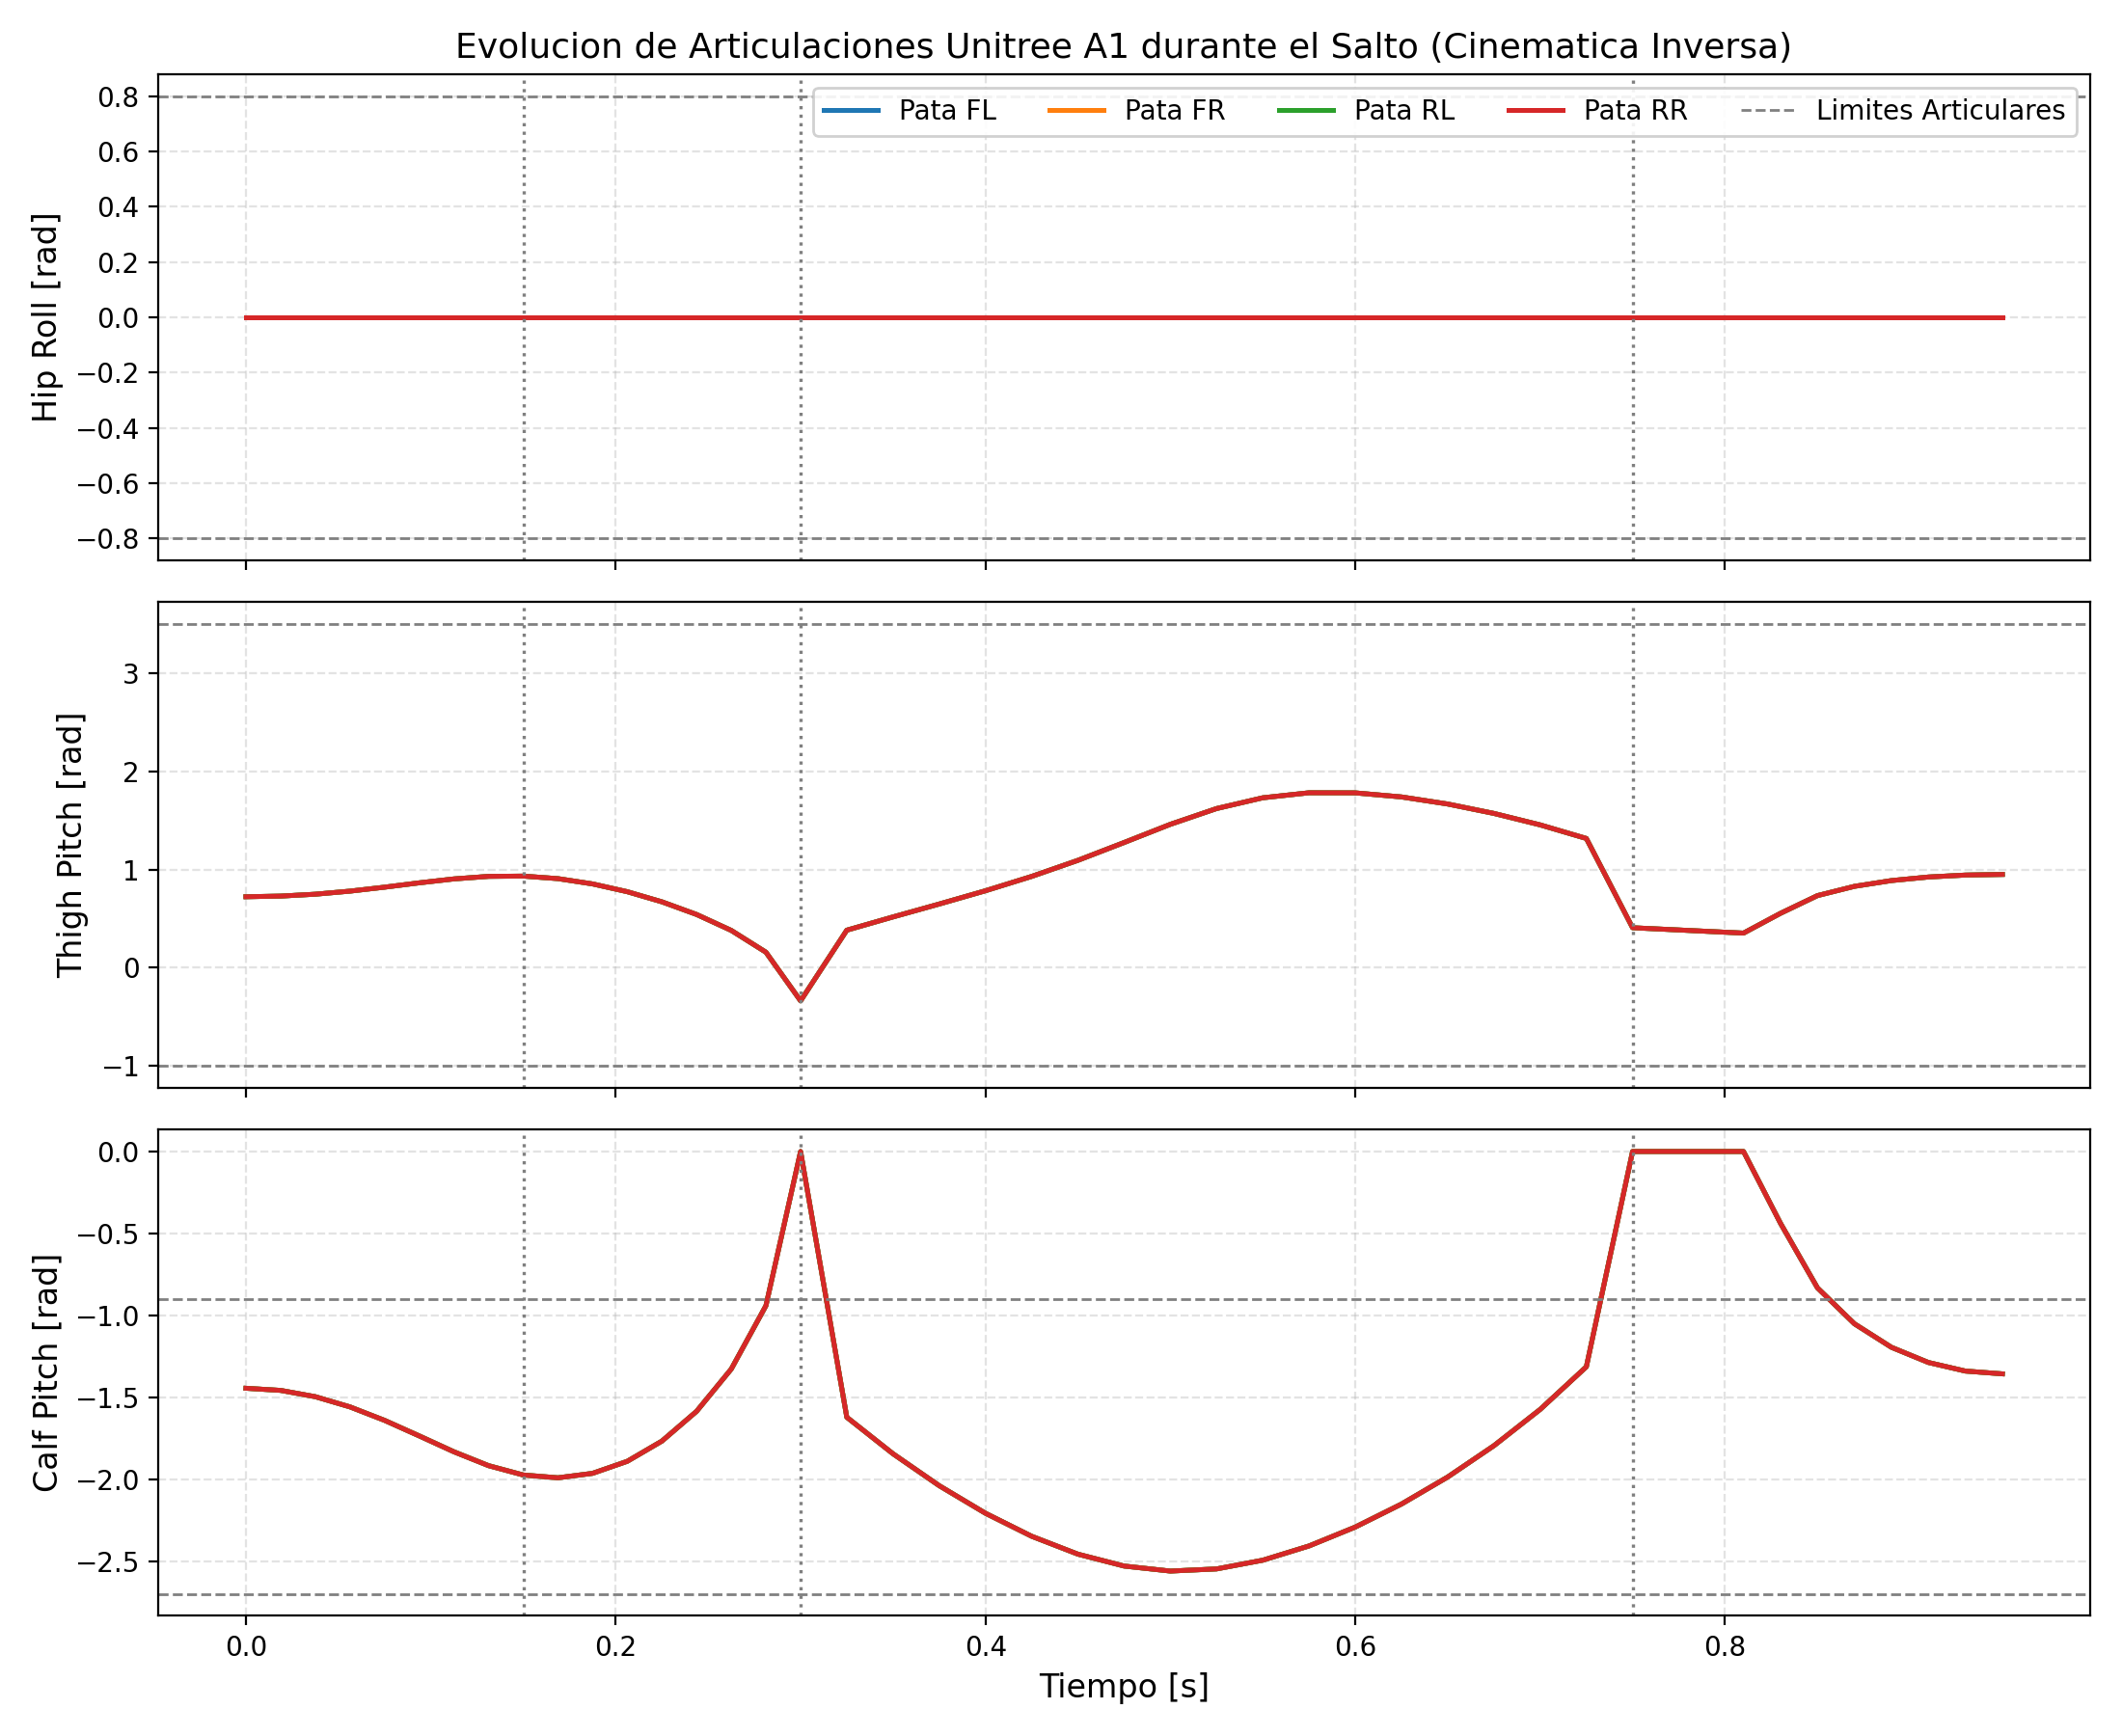 Evolucion de Articulaciones Unitree A1 durante el Salto (Cinematica Inversa)
Pata FL Pata FR Pata RL Pata RR Limites Articulares
Hip Roll [rad]
0.8
0.6
0.4
0.2
0.0
−0.2
−0.4
−0.6
−0.8
Thigh Pitch [rad]
3
2
1
0
−1
Calf Pitch [rad]
0.0
−0.5
−1.0
−1.5
−2.0
−2.5
0.0 0.2 0.4 0.6 0.8
Tiempo [s]